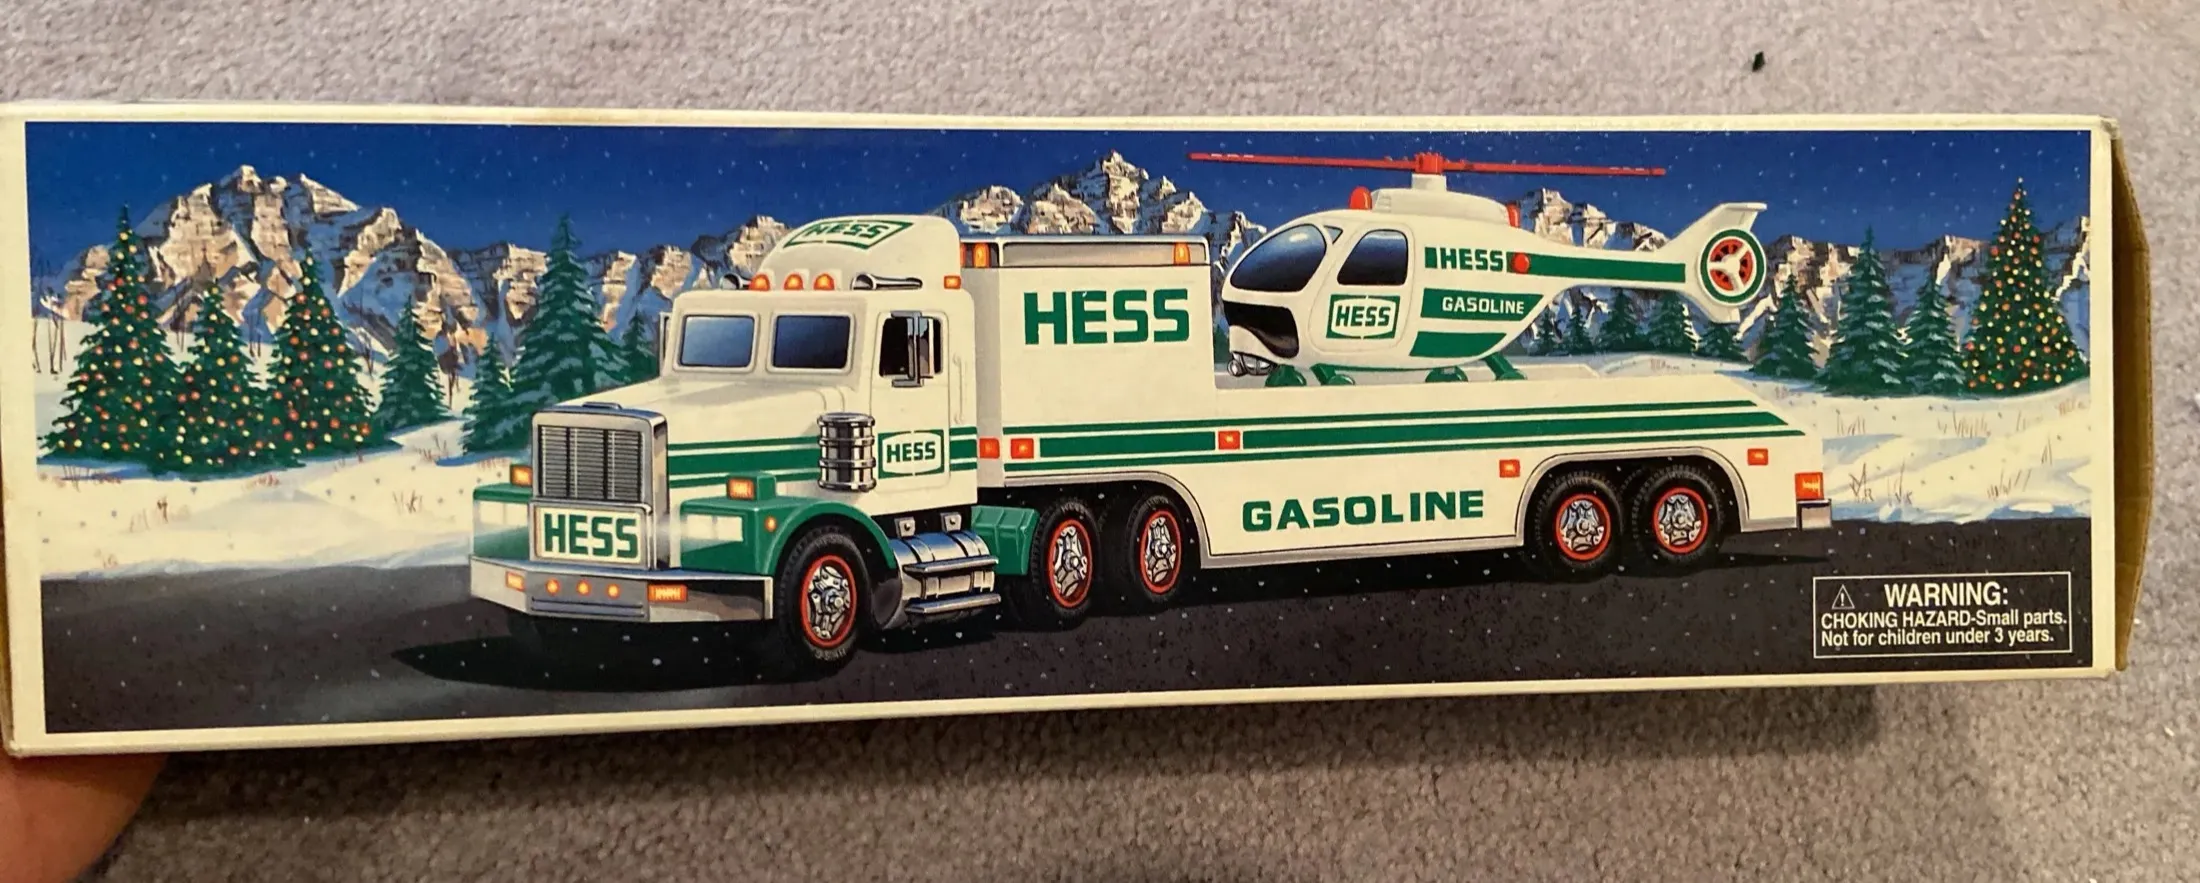 HESS
HESS
HESS
GASOLINE
HESS
HESS
HESS
GASOLINE
HESS
WARNING:
CHOKING HAZARD-Small parts.
Not for children under 3 years.